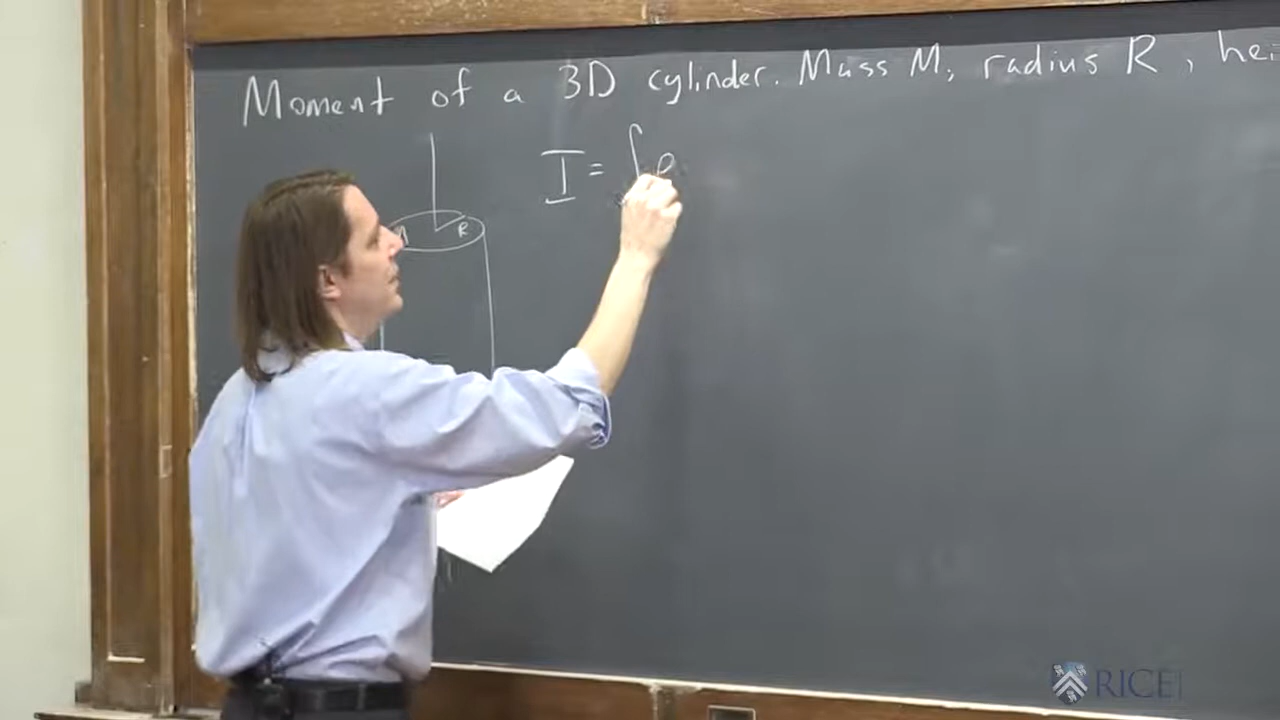 Moment of a 3D cylinder. Mass M, radius R, hei
I = ∫ ρ
R
RICE